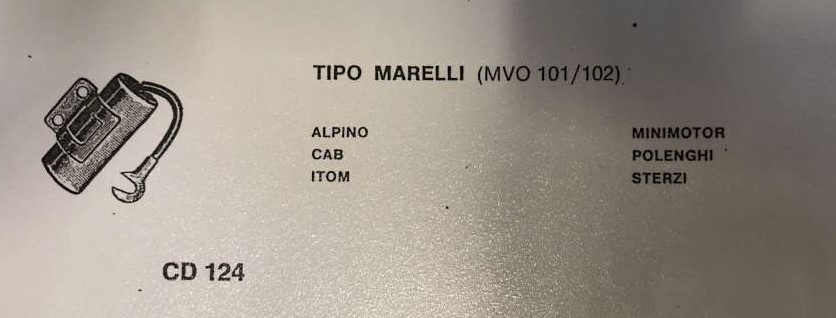 TIPO MARELLI (MVO 101/102)
ALPINO
CAB
ITOM
MINIMOTOR
POLENGHI
STERZI
CD 124